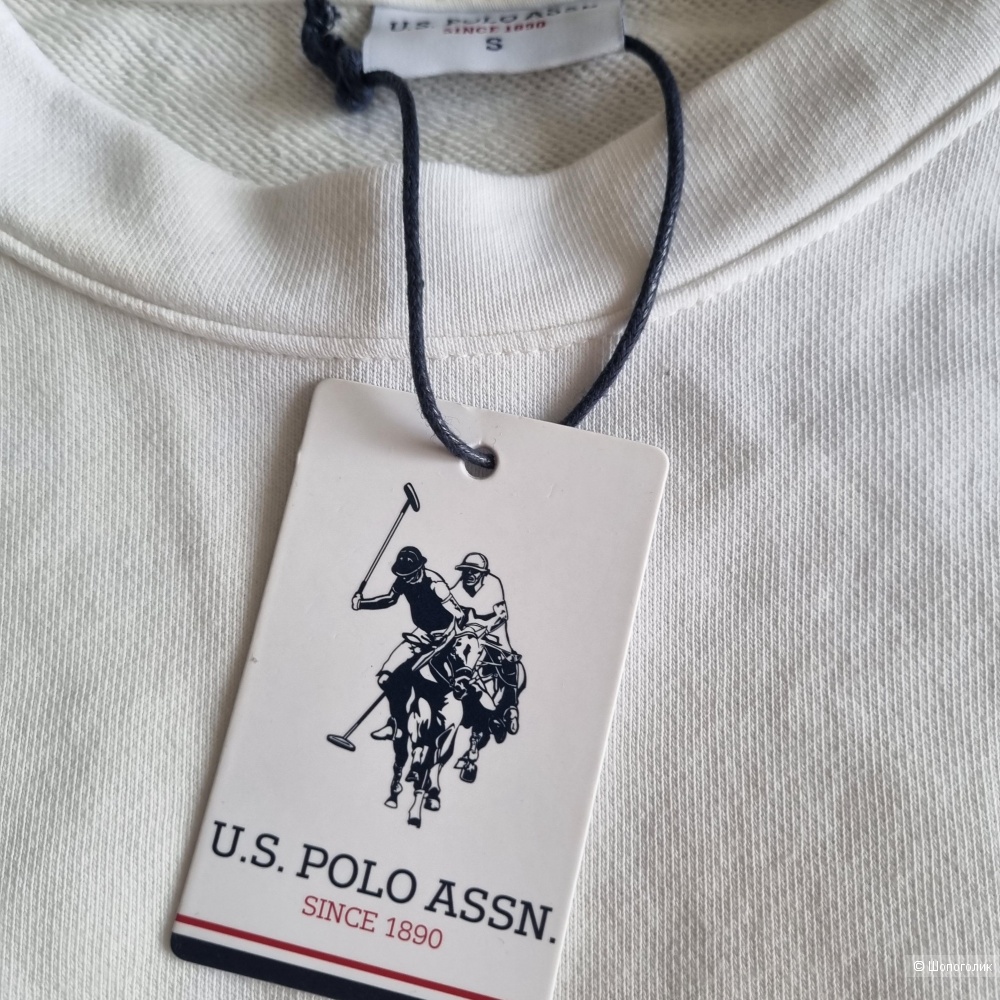 U.S. POLO ASSN
SINCE 1890
S
U.S. POLO ASSN.
SINCE 1890
© Шопоголик